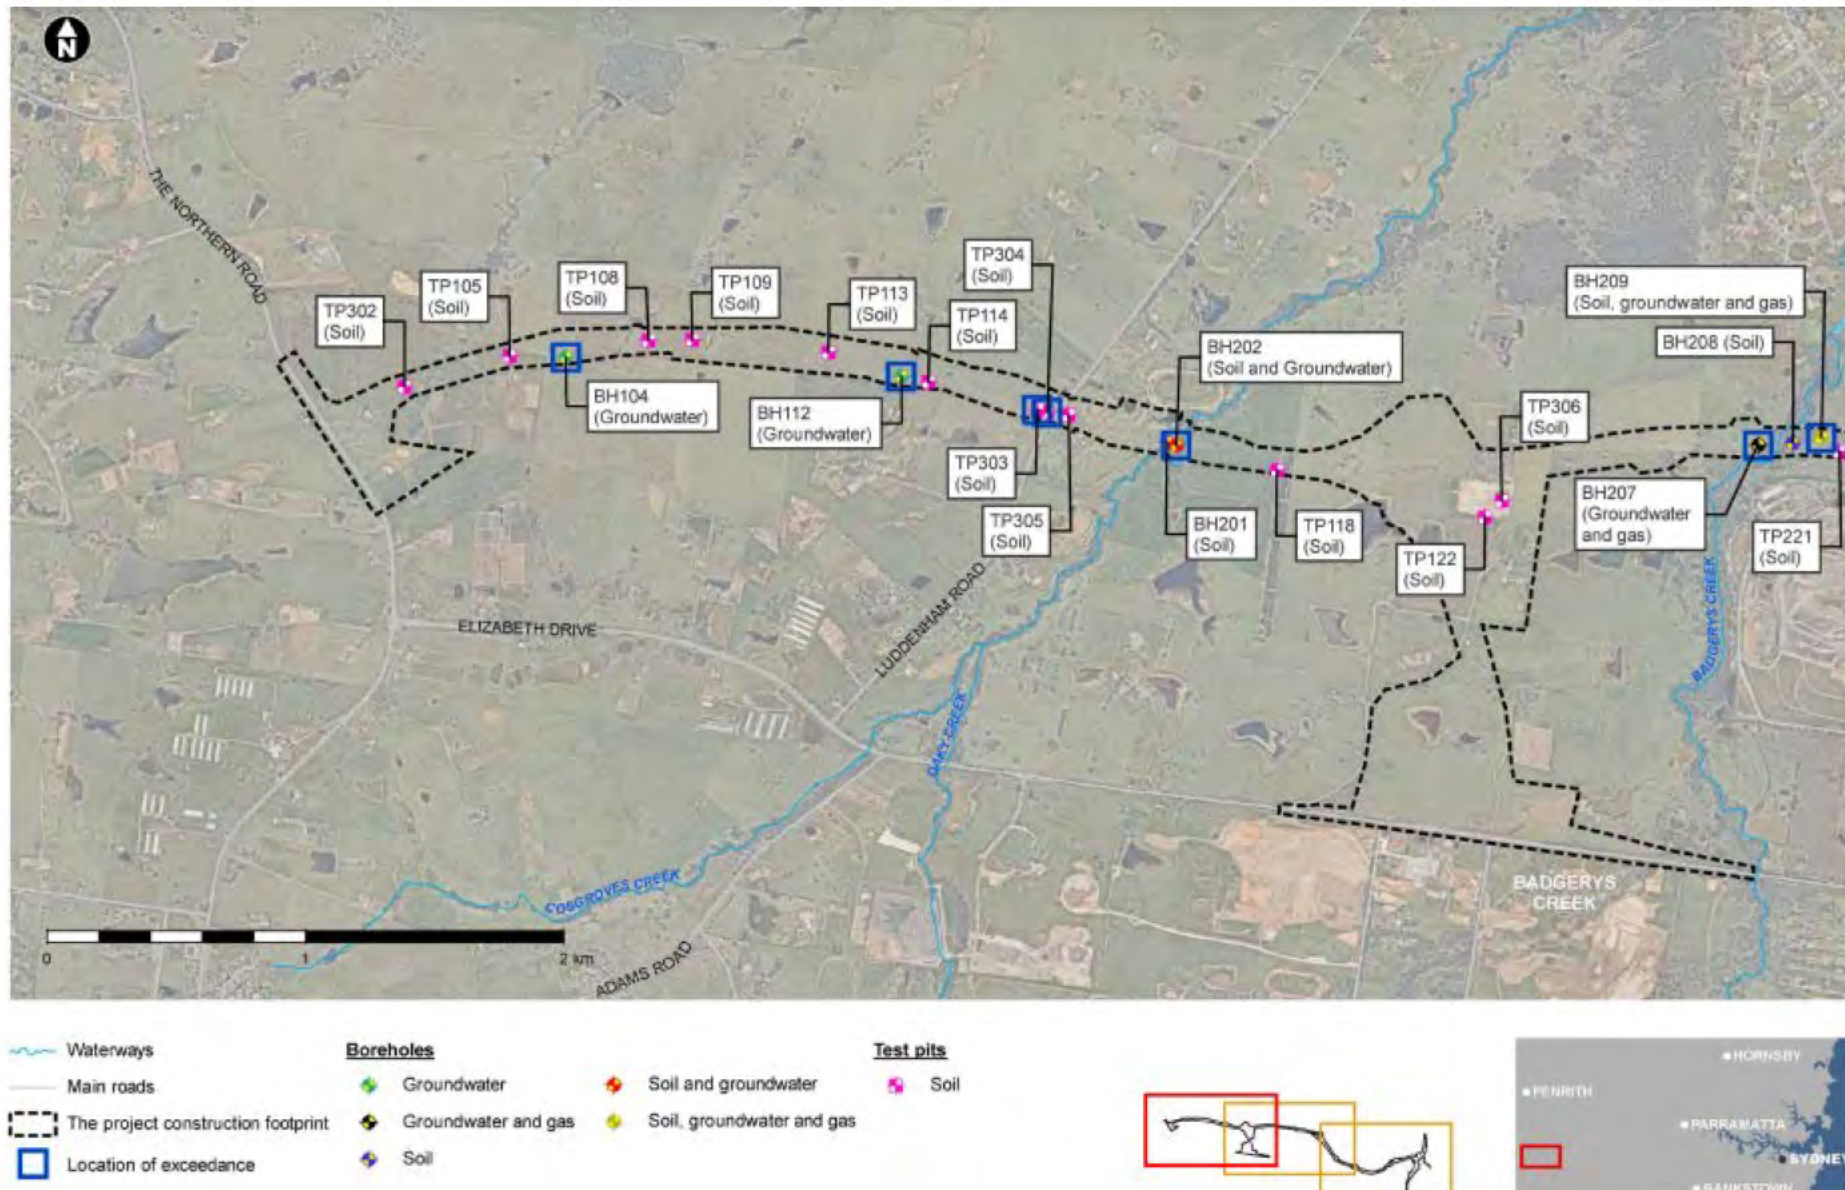 N
THE NORTHERN ROAD
TP302
(Soil)
TP105
(Soil)
TP108
(Soil)
TP109
(Soil)
TP113
(Soil)
TP304
(Soil)
TP114
(Soil)
BH104
(Groundwater)
BH112
(Groundwater)
TP303
(Soil)
TP305
(Soil)
BH202
(Soil and Groundwater)
BH201
(Soil)
TP118
(Soil)
TP122
(Soil)
TP306
(Soil)
BH209
(Soil, groundwater and gas)
BH208 (Soil)
BH207
(Groundwater
and gas)
TP221
(Soil)
ELIZABETH DRIVE
LUDDENHAM ROAD
OAKY CREEK
BADGERYS CREEK
COSGROVES CREEK
ADAMS ROAD
BADGERYS
CREEK
0
2 km
Waterways
Main roads
The project construction footprint
Location of exceedance
Boreholes
Groundwater
Groundwater and gas
Soil
Soil and groundwater
Soil, groundwater and gas
Test pits
Soil
HORNSBY
PENRITH
PARRAMATTA
SYDNEY
BANKSTOWN